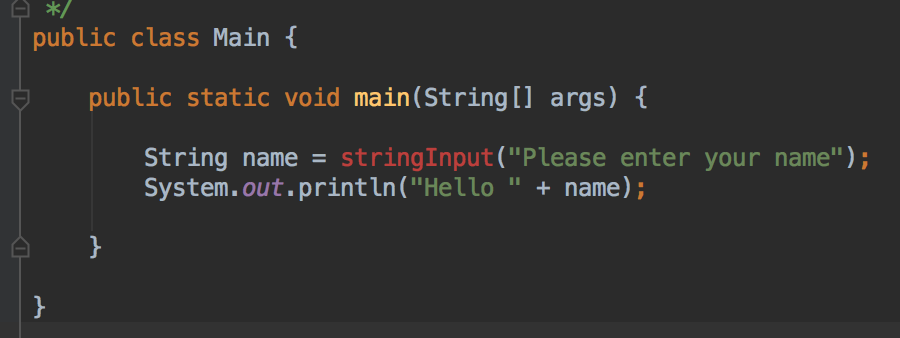 */
public class Main {
public static void main(String[] args) {
String name = stringInput("Please enter your name");
System.out.println("Hello " + name);
}
}